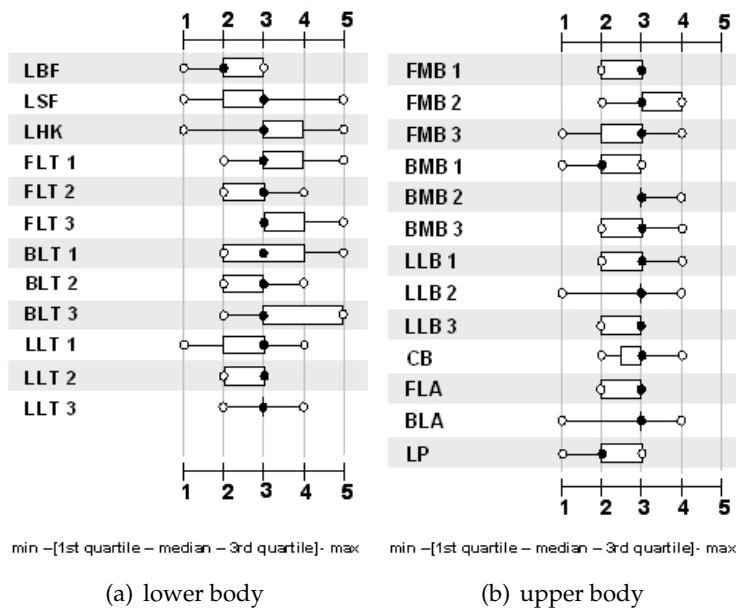 1 2 3 4 5
LBF
LSF
LHK
FLT 1
FLT 2
FLT 3
BLT 1
BLT 2
BLT 3
LLT 1
LLT 2
LLT 3
1 2 3 4 5
min –[1st quartile – median – 3rd quartile]- max
(a) lower body
1 2 3 4 5
FMB 1
FMB 2
FMB 3
BMB 1
BMB 2
BMB 3
LLB 1
LLB 2
LLB 3
CB
FLA
BLA
LP
1 2 3 4 5
min –[1st quartile – median – 3rd quartile]- max
(b) upper body